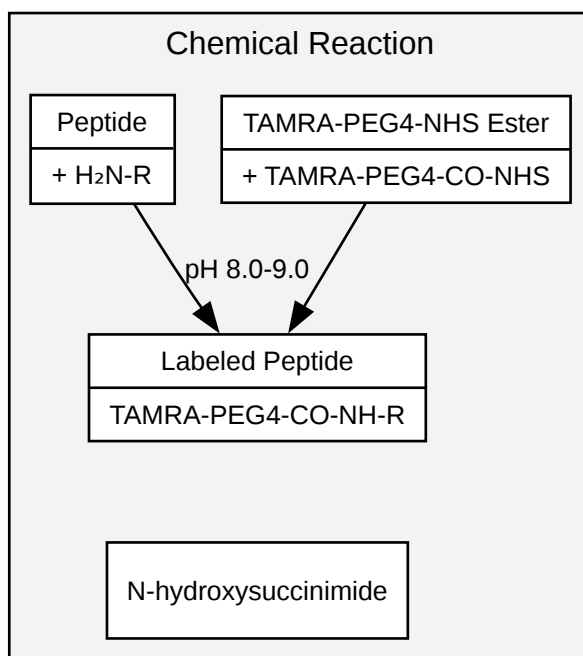 Chemical Reaction
Peptide
+ H₂N-R
TAMRA-PEG4-NHS Ester
+ TAMRA-PEG4-CO-NHS
pH 8.0-9.0
Labeled Peptide
TAMRA-PEG4-CO-NH-R
N-hydroxysuccinimide